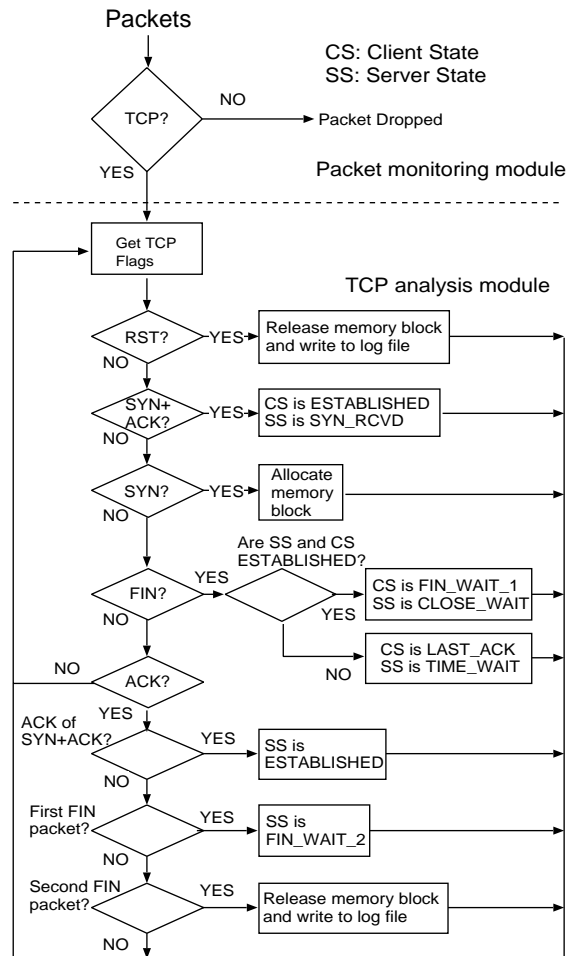 Packets
CS: Client State
SS: Server State
TCP?
NO
Packet Dropped
YES
Packet monitoring module
Get TCP
Flags
TCP analysis module
RST?
YES
Release memory block
and write to log file
NO
SYN+
ACK?
YES
CS is ESTABLISHED
SS is SYN_RCVD
NO
SYN?
YES
Allocate
memory
block
NO
Are SS and CS
ESTABLISHED?
FIN?
YES
YES
CS is FIN_WAIT_1
SS is CLOSE_WAIT
NO
NO
CS is LAST_ACK
SS is TIME_WAIT
NO
ACK?
YES
ACK of
SYN+ACK?
YES
SS is
ESTABLISHED
NO
First FIN
packet?
YES
SS is
FIN_WAIT_2
NO
Second FIN
packet?
YES
Release memory block
and write to log file
NO